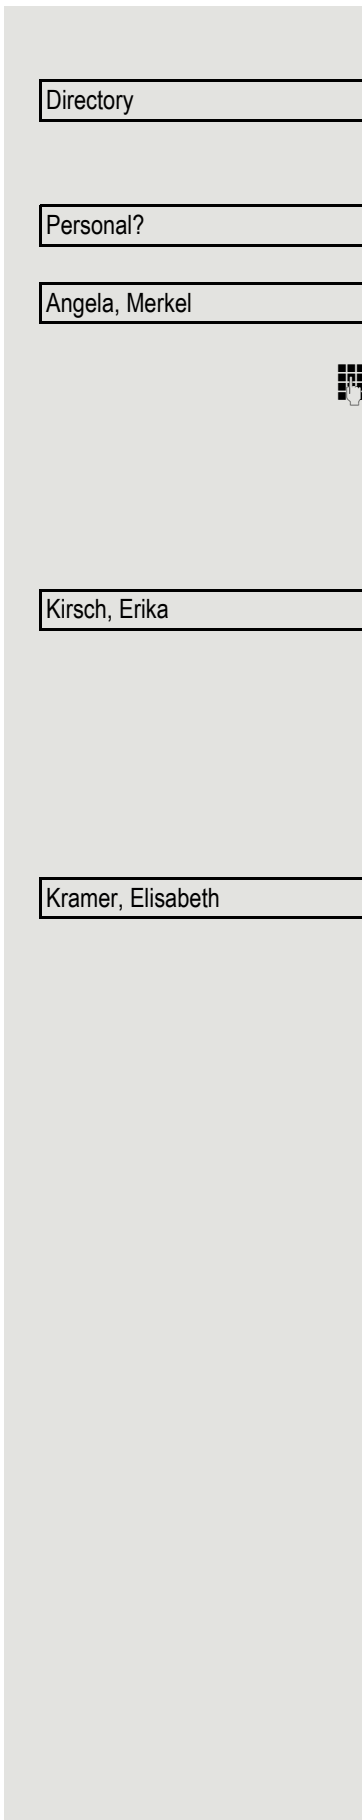 Directory
Personal?
Angela, Merkel
Kirsch, Erika
Kramer, Elisabeth